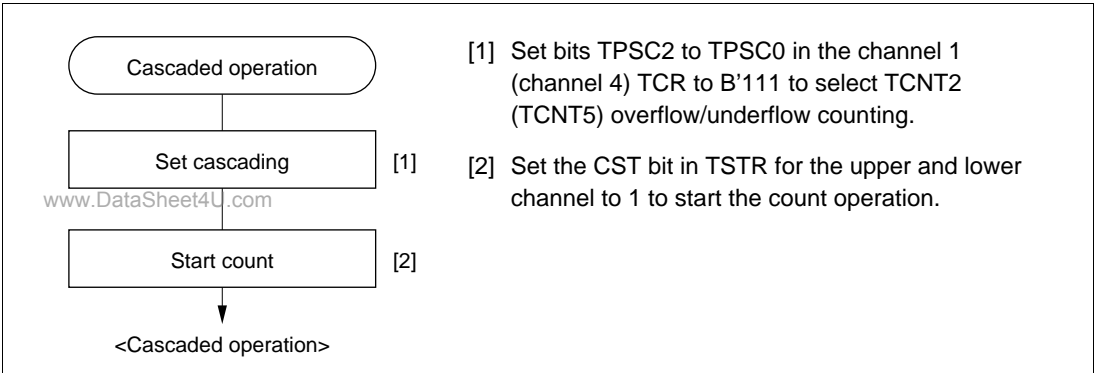 Cascaded operation
Set cascading
[1]
www.DataSheet4U.com
Start count
[2]
<Cascaded operation>
[1] Set bits TPSC2 to TPSC0 in the channel 1
(channel 4) TCR to B'111 to select TCNT2
(TCNT5) overflow/underflow counting.
[2] Set the CST bit in TSTR for the upper and lower
channel to 1 to start the count operation.